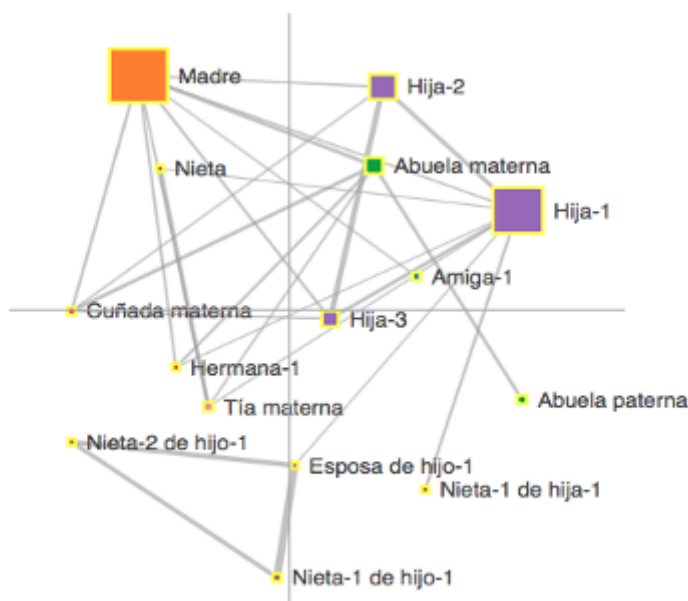 Madre
Hija-2
Nieta
Abuela materna
Hija-1
Amiga-1
Cuñada materna
Hija-3
Hermana-1
Abuela paterna
Tía materna
Nieta-2 de hijo-1
Esposa de hijo-1
Nieta-1 de hija-1
Nieta-1 de hijo-1